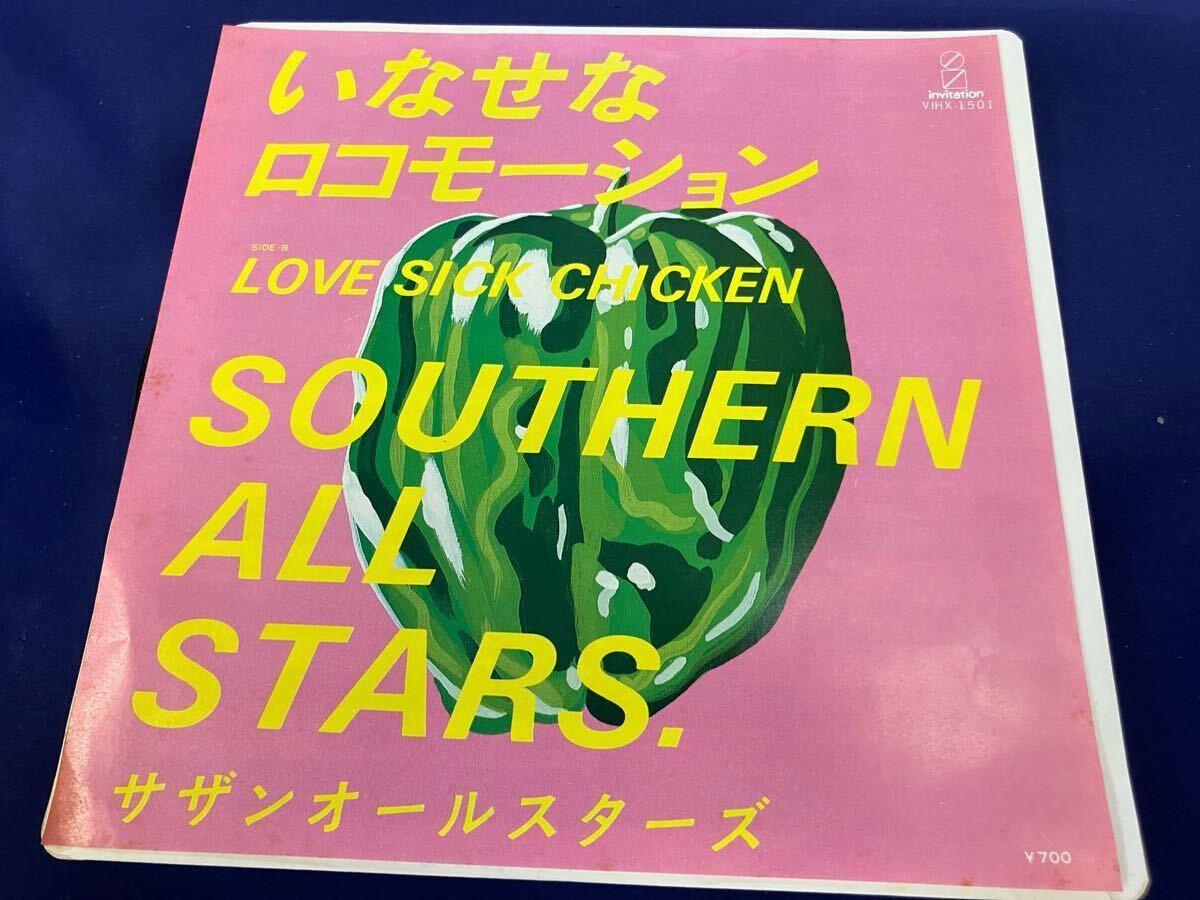 いなせな
ロコモーション
invitation
VIHX-1501
SIDE-B
LOVE SICK CHICKEN
SOUTHERN
ALL
STARS.
サザンオールスターズ
¥700